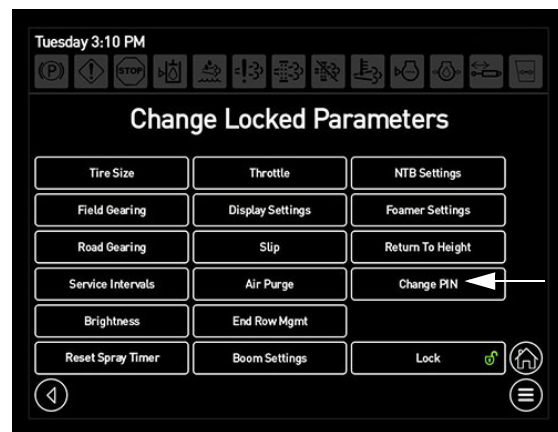 Tuesday 3:10 PM
(P) STOP
Change Locked Parameters
Tire Size Throttle NTB Settings
Field Gearing Display Settings Foamer Settings
Road Gearing Slip Return To Height
Service Intervals Air Purge Change PIN
Brightness End Row Mgmt
Reset Spray Timer Boom Settings Lock